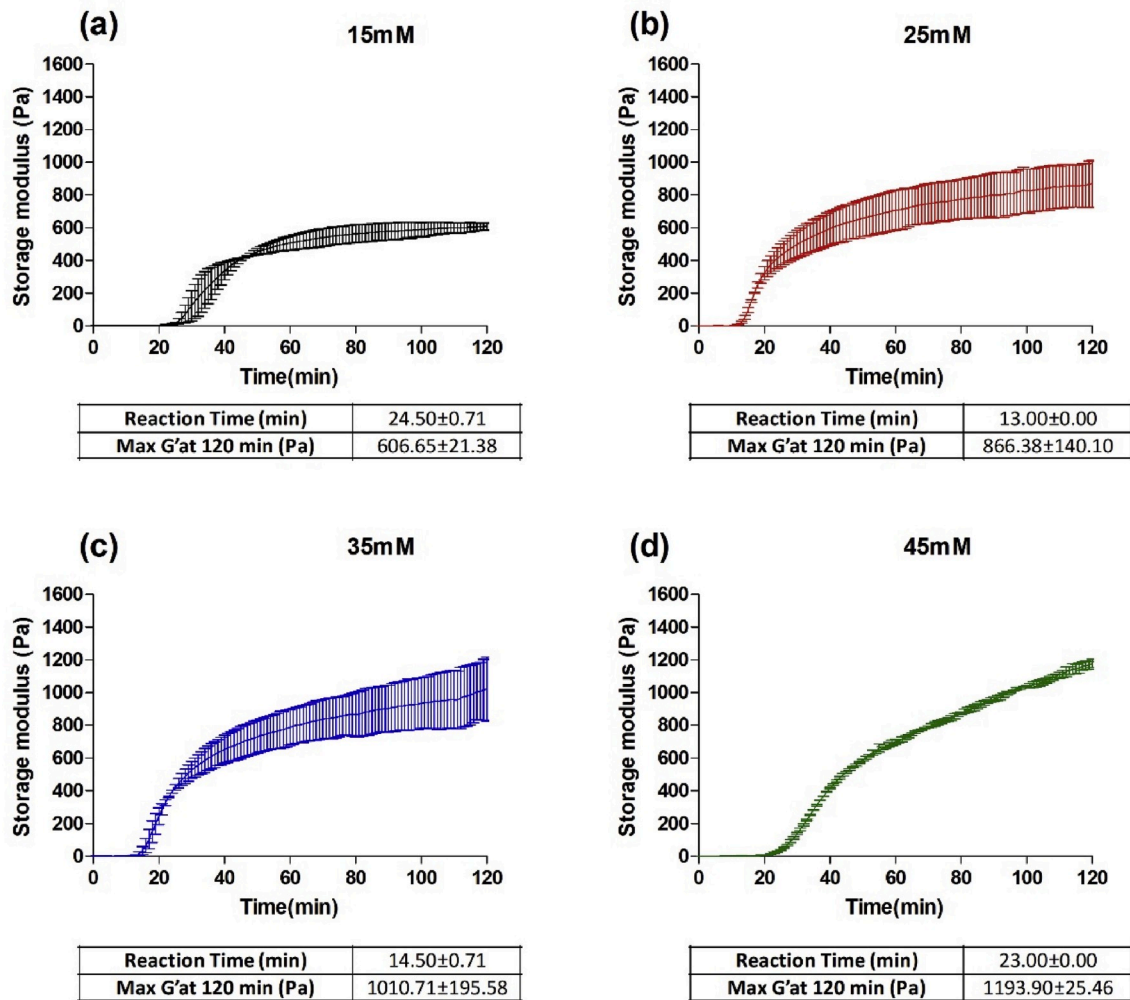 (a)
15mM
Storage modulus (Pa)
1600
1400
1200
1000
800
600
400
200
0
0 20 40 60 80 100 120
Time(min)
Reaction Time (min) 24.50±0.71
Max G'at 120 min (Pa) 606.65±21.38
(b)
25mM
Storage modulus (Pa)
1600
1400
1200
1000
800
600
400
200
0
0 20 40 60 80 100 120
Time(min)
Reaction Time (min) 13.00±0.00
Max G'at 120 min (Pa) 866.38±140.10
(c)
35mM
Storage modulus (Pa)
1600
1400
1200
1000
800
600
400
200
0
0 20 40 60 80 100 120
Time(min)
Reaction Time (min) 14.50±0.71
Max G'at 120 min (Pa) 1010.71±195.58
(d)
45mM
Storage modulus (Pa)
1600
1400
1200
1000
800
600
400
200
0
0 20 40 60 80 100 120
Time(min)
Reaction Time (min) 23.00±0.00
Max G'at 120 min (Pa) 1193.90±25.46